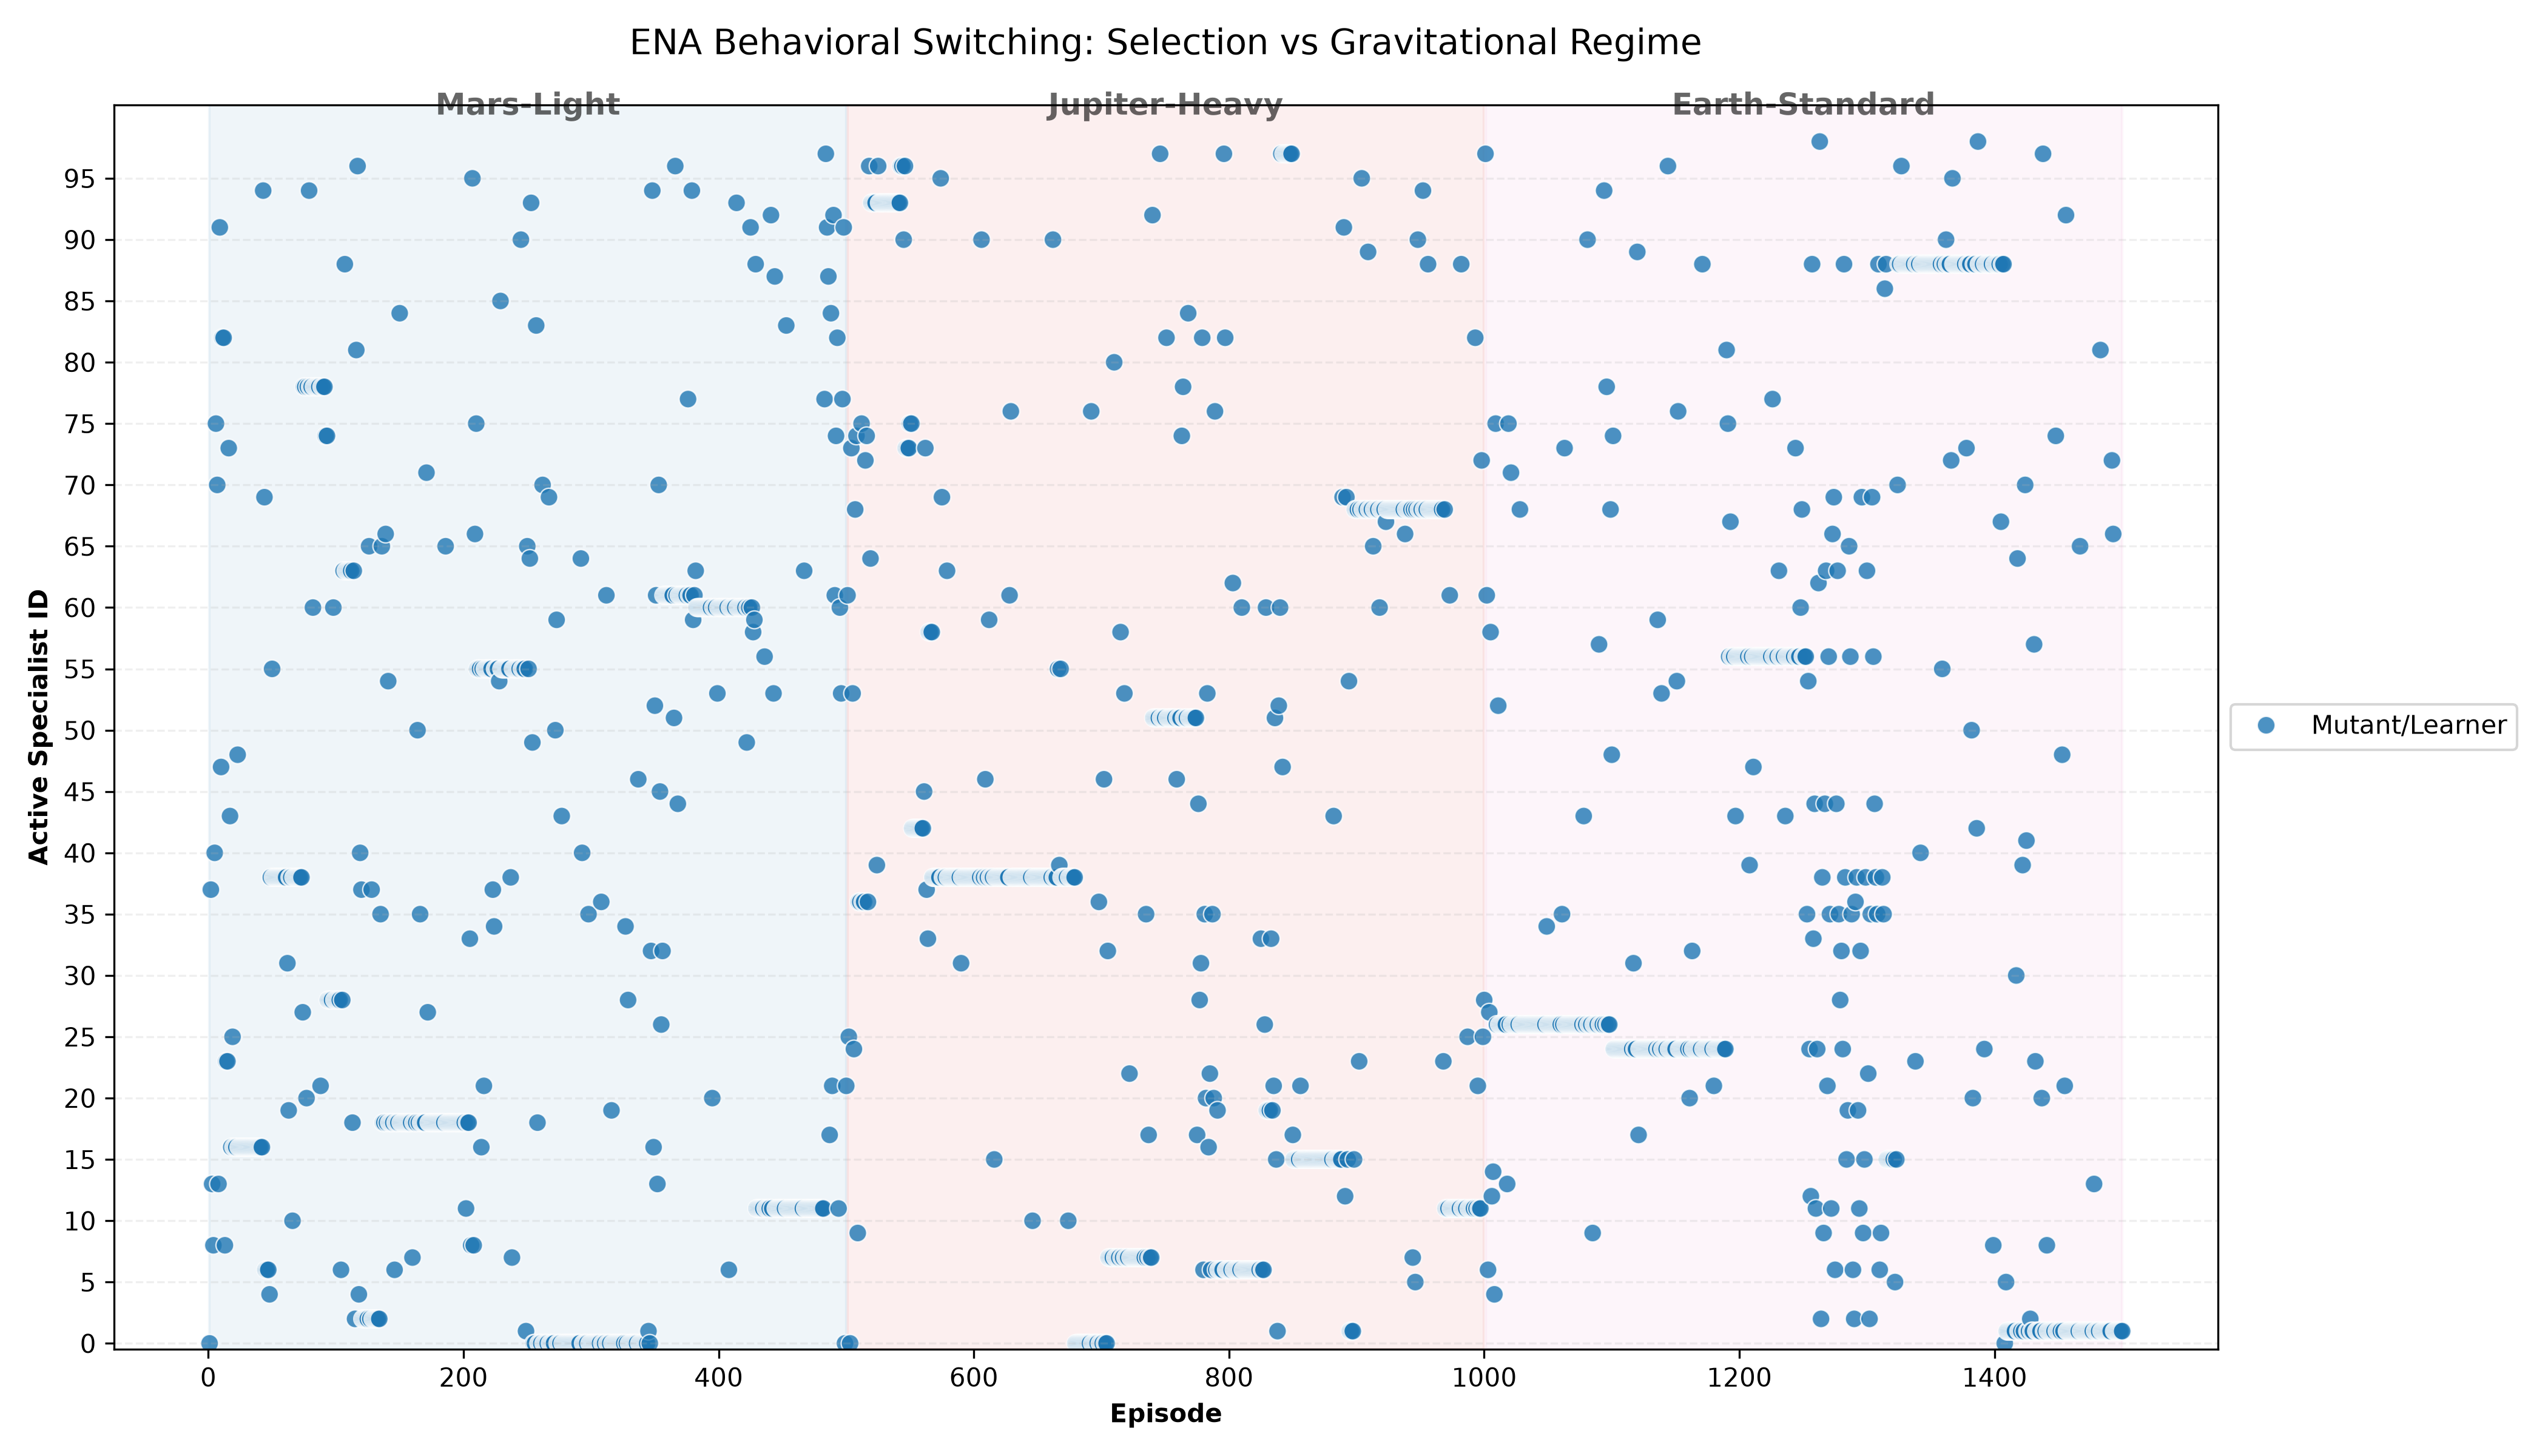 ENA Behavioral Switching: Selection vs Gravitational Regime
Mars-Light
Jupiter-Heavy
Earth-Standard
95
90
85
80
75
70
65
60
55
50
45
40
35
30
25
20
15
10
5
0
Active Specialist ID
Mutant/Learner
0 200 400 600 800 1000 1200 1400
Episode